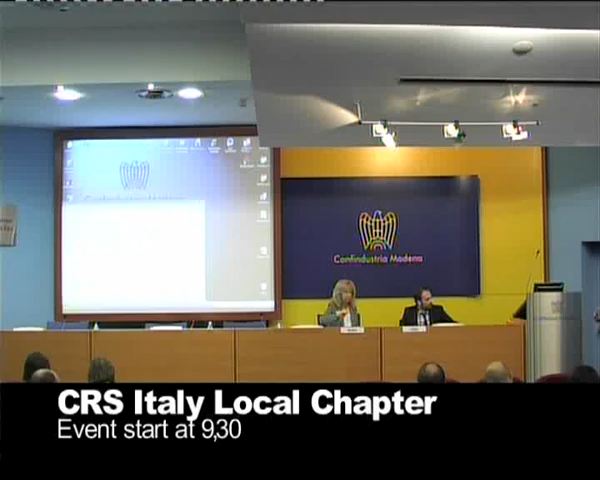 Confindustria Modena
CRS Italy Local Chapter
Event start at 9,30